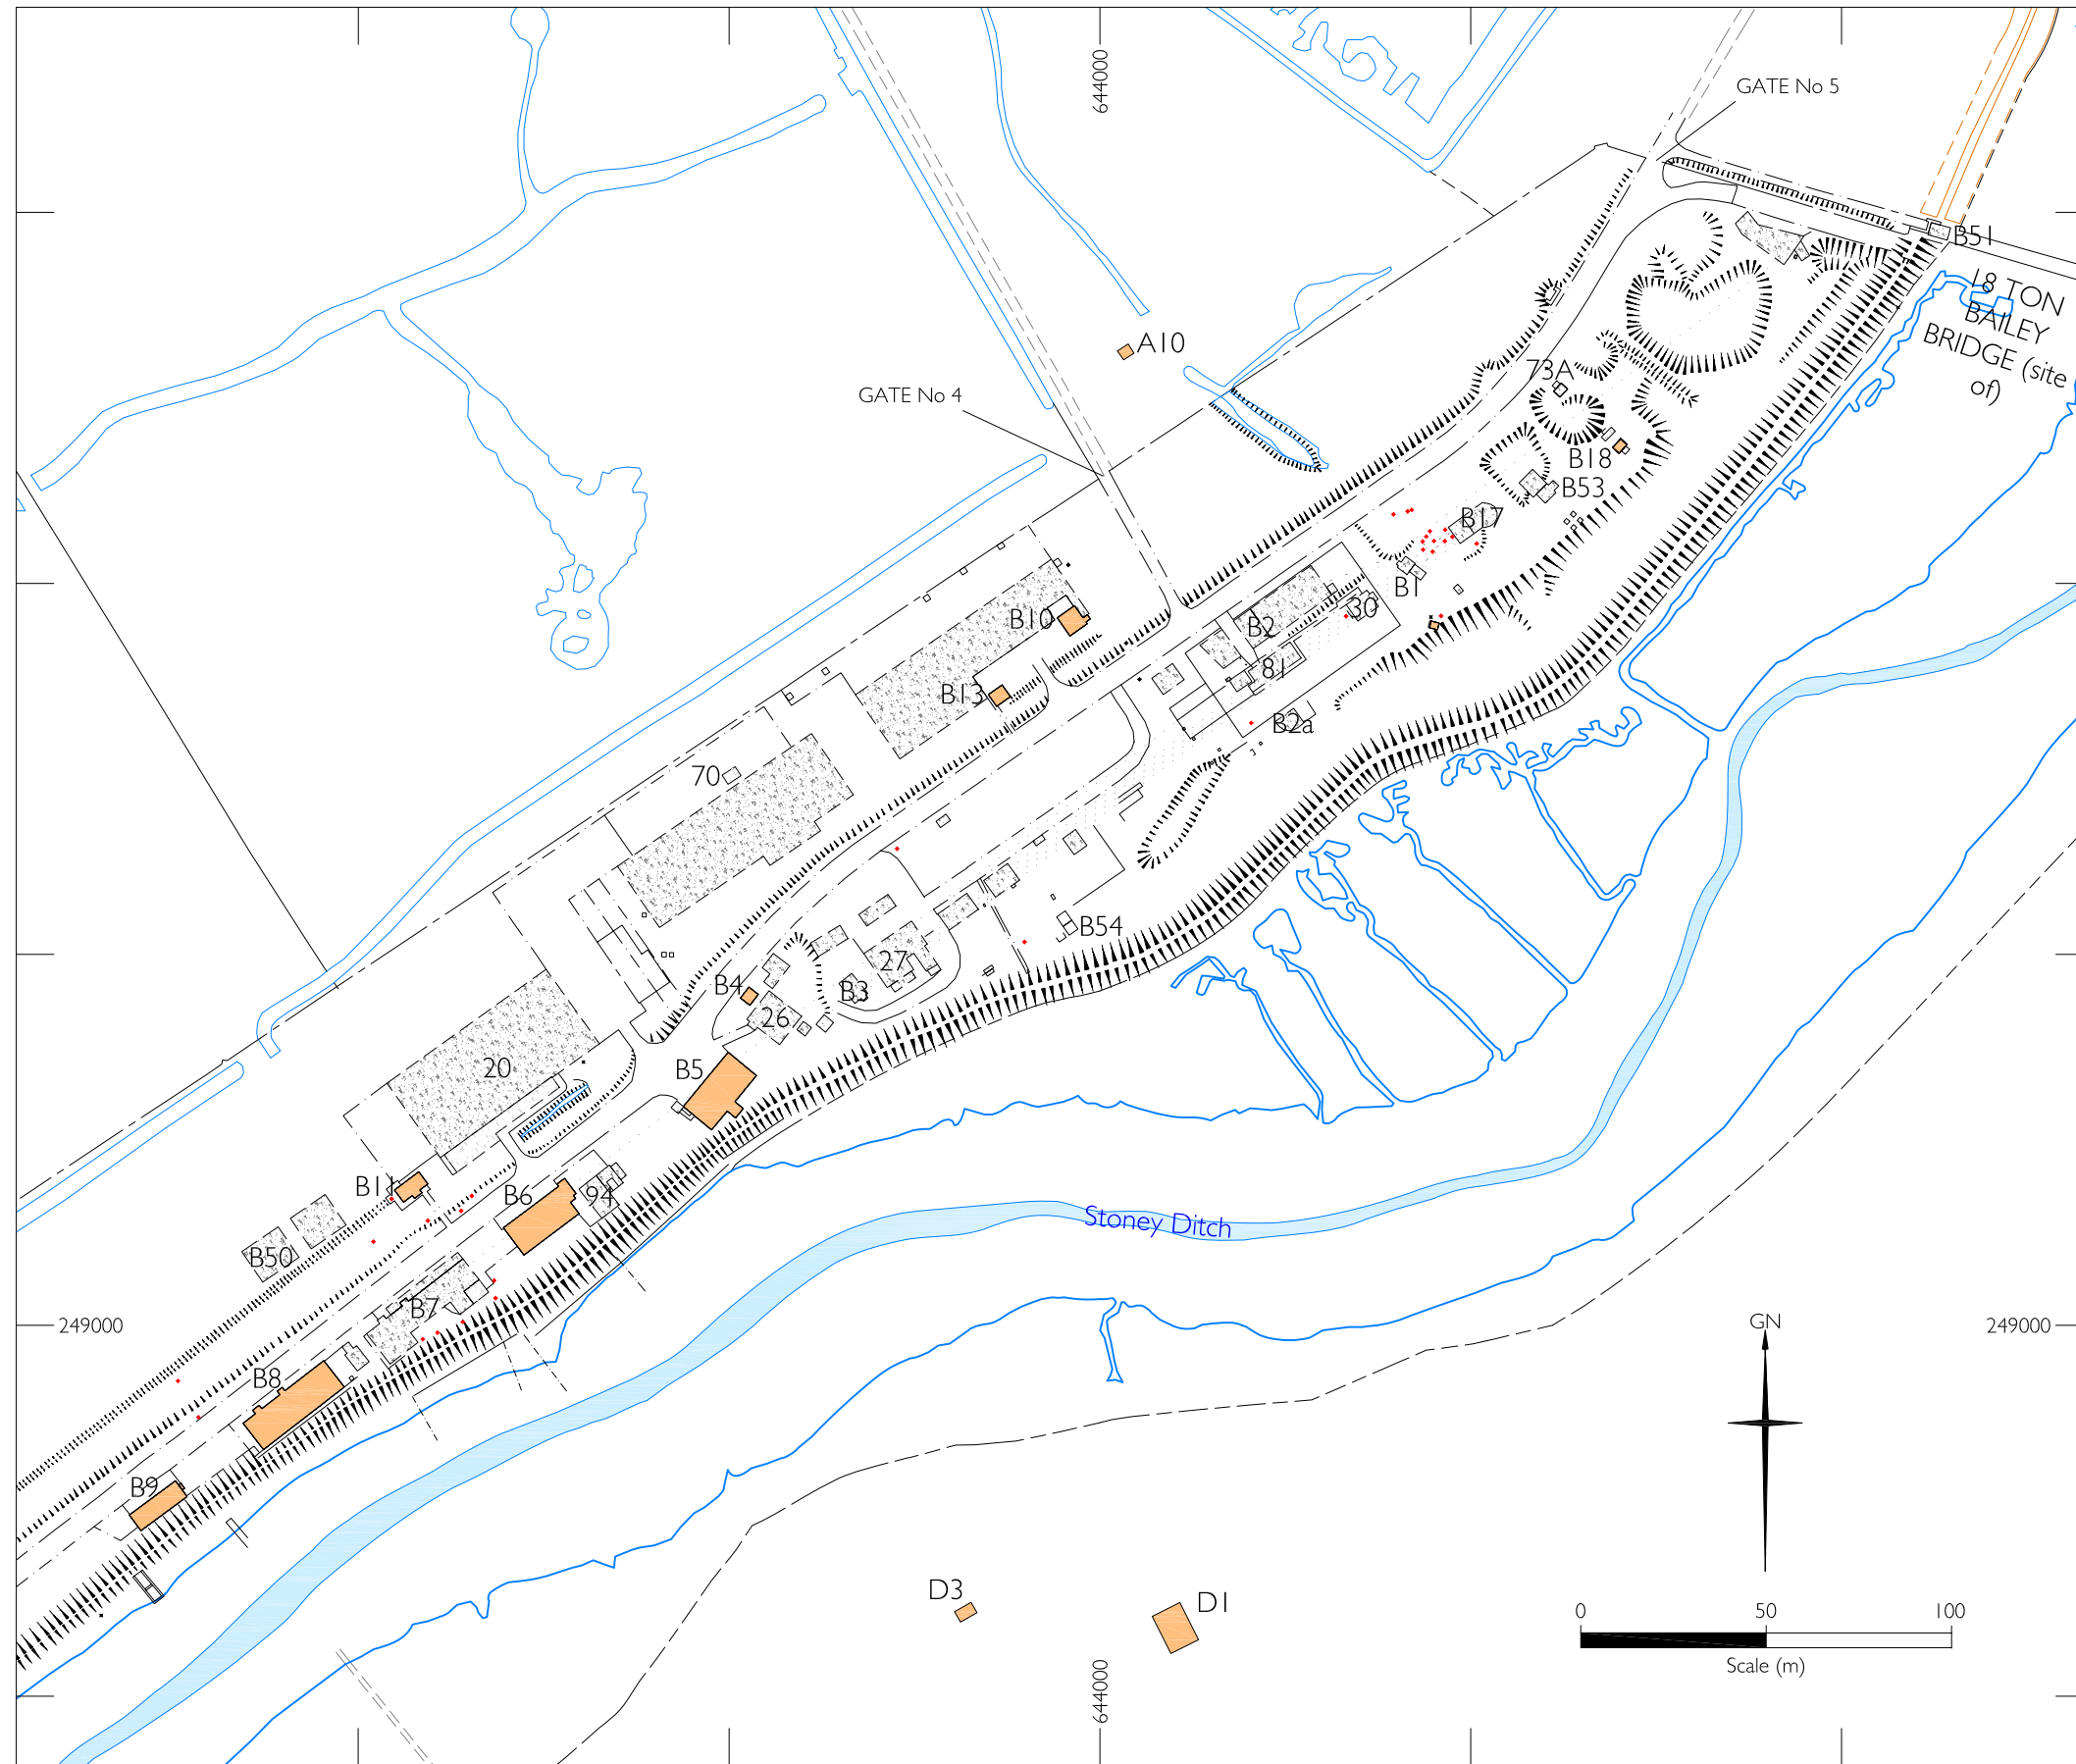 644000
GATE No 5
B51
18 TON
BAILEY
BRIDGE (site
of)
A10
GATE No 4
73A
B18
B53
B17
B1
30
B2
81
B2a
B10
B13
70
B54
27
B3
B4
26
B5
20
B11
B6
94
B50
B7
Stoney Ditch
249000
GN
249000
B8
B9
D3
D1
644000
0 50 100
Scale (m)